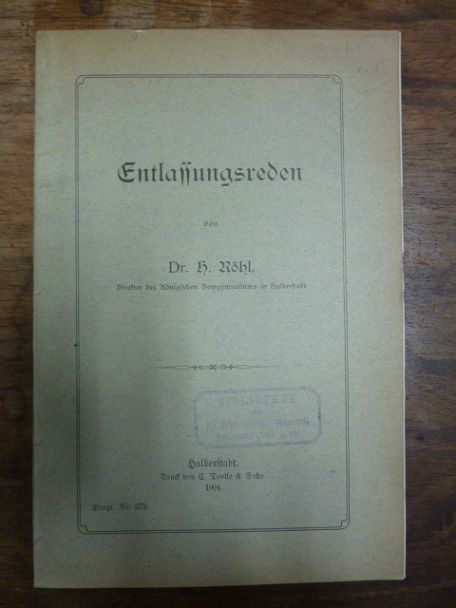 Entlassungsreden
von
Dr. H. Röhl,
Direktor des Königlichen Domgymnasiums in Halberstadt.
BIBLIOTHEK
Halberstadt.
Druck von C. Doelle & Sohn.
1904.
Progr. Nr. 279.